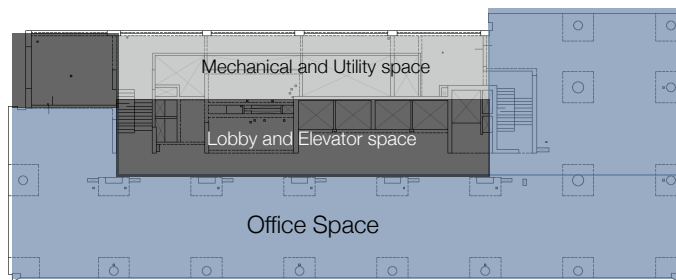 Mechanical and Utility space
Lobby and Elevator space
Office Space